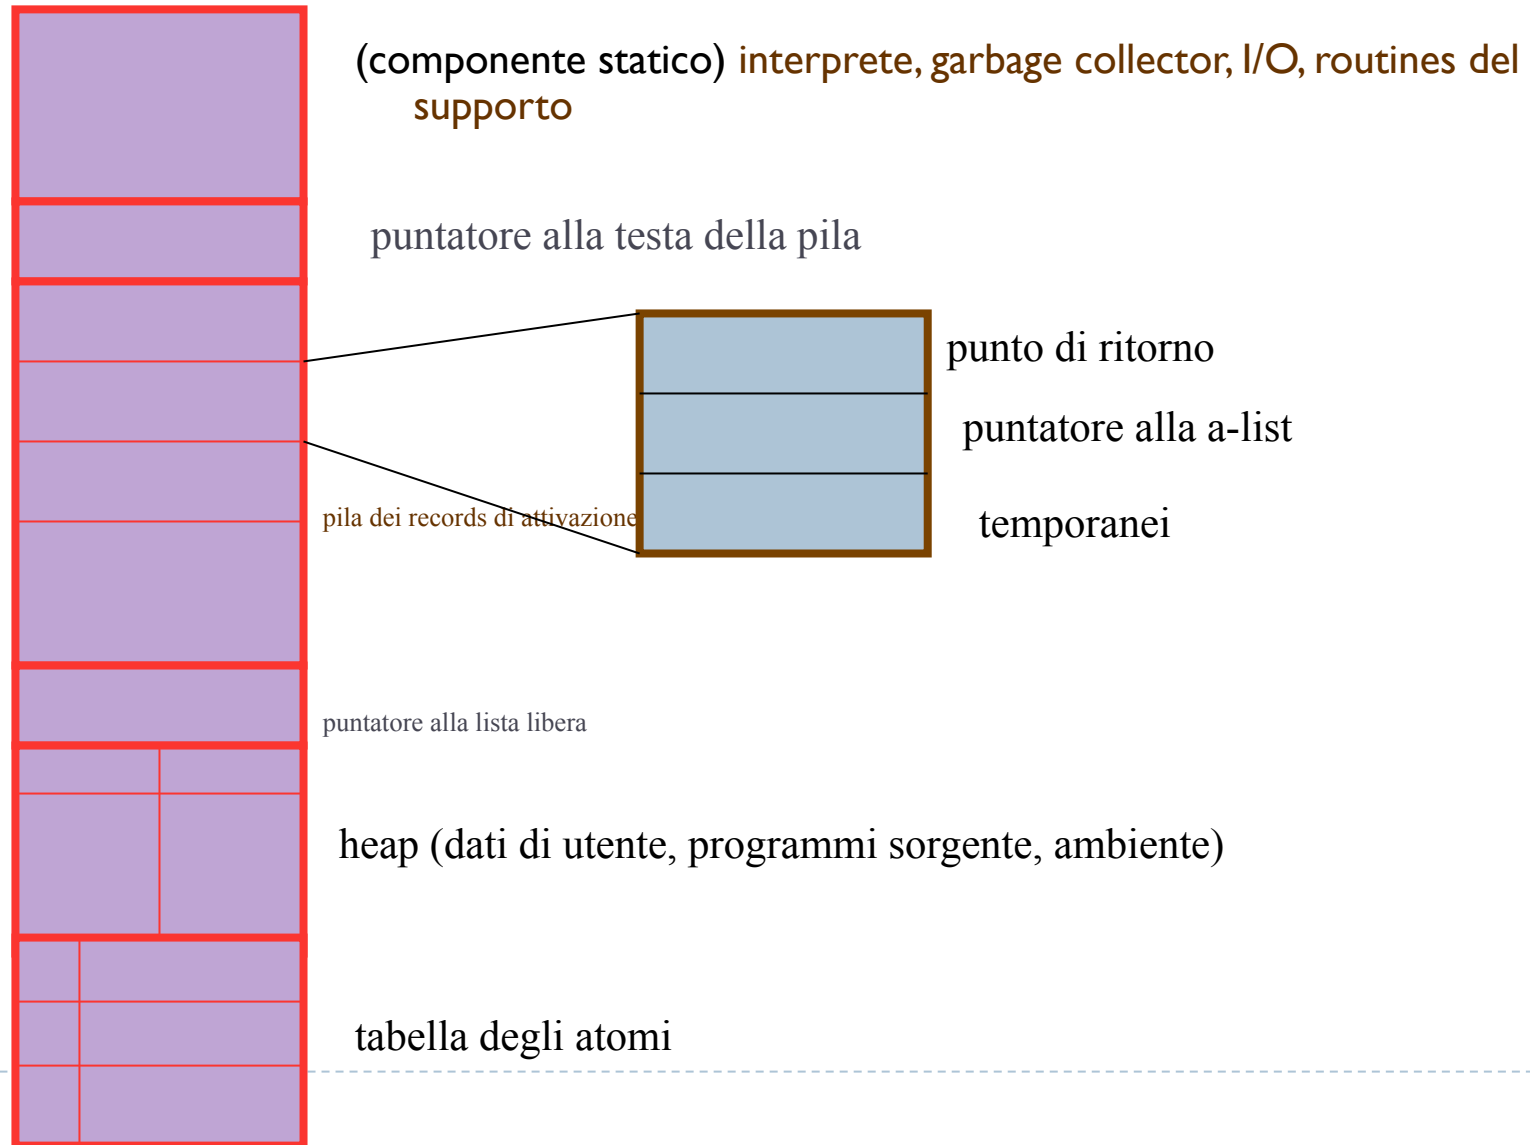 (componente statico) interprete, garbage collector, I/O, routines del
supporto
puntatore alla testa della pila
punto di ritorno
puntatore alla a-list
pila dei records di attivazione
temporanei
puntatore alla lista libera
heap (dati di utente, programmi sorgente, ambiente)
tabella degli atomi